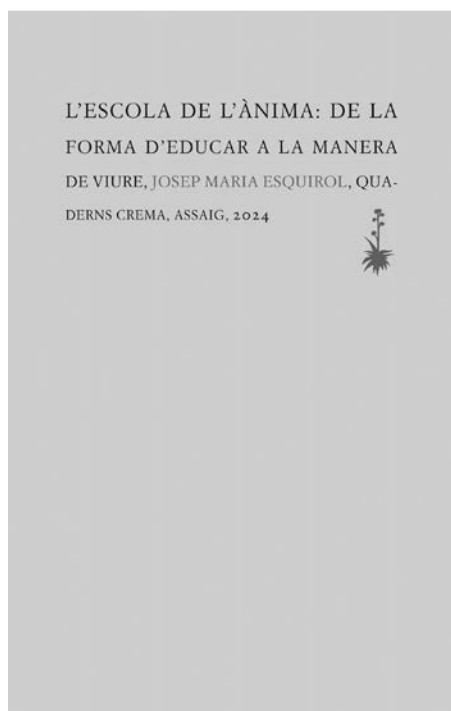 L’ESCOLA DE L’ÀNIMA: DE LA
FORMA D’EDUCAR A LA MANERA
DE VIURE, JOSEP MARIA ESQUIROL, QUA-
DERNS CREMA, ASSAIG, 2024